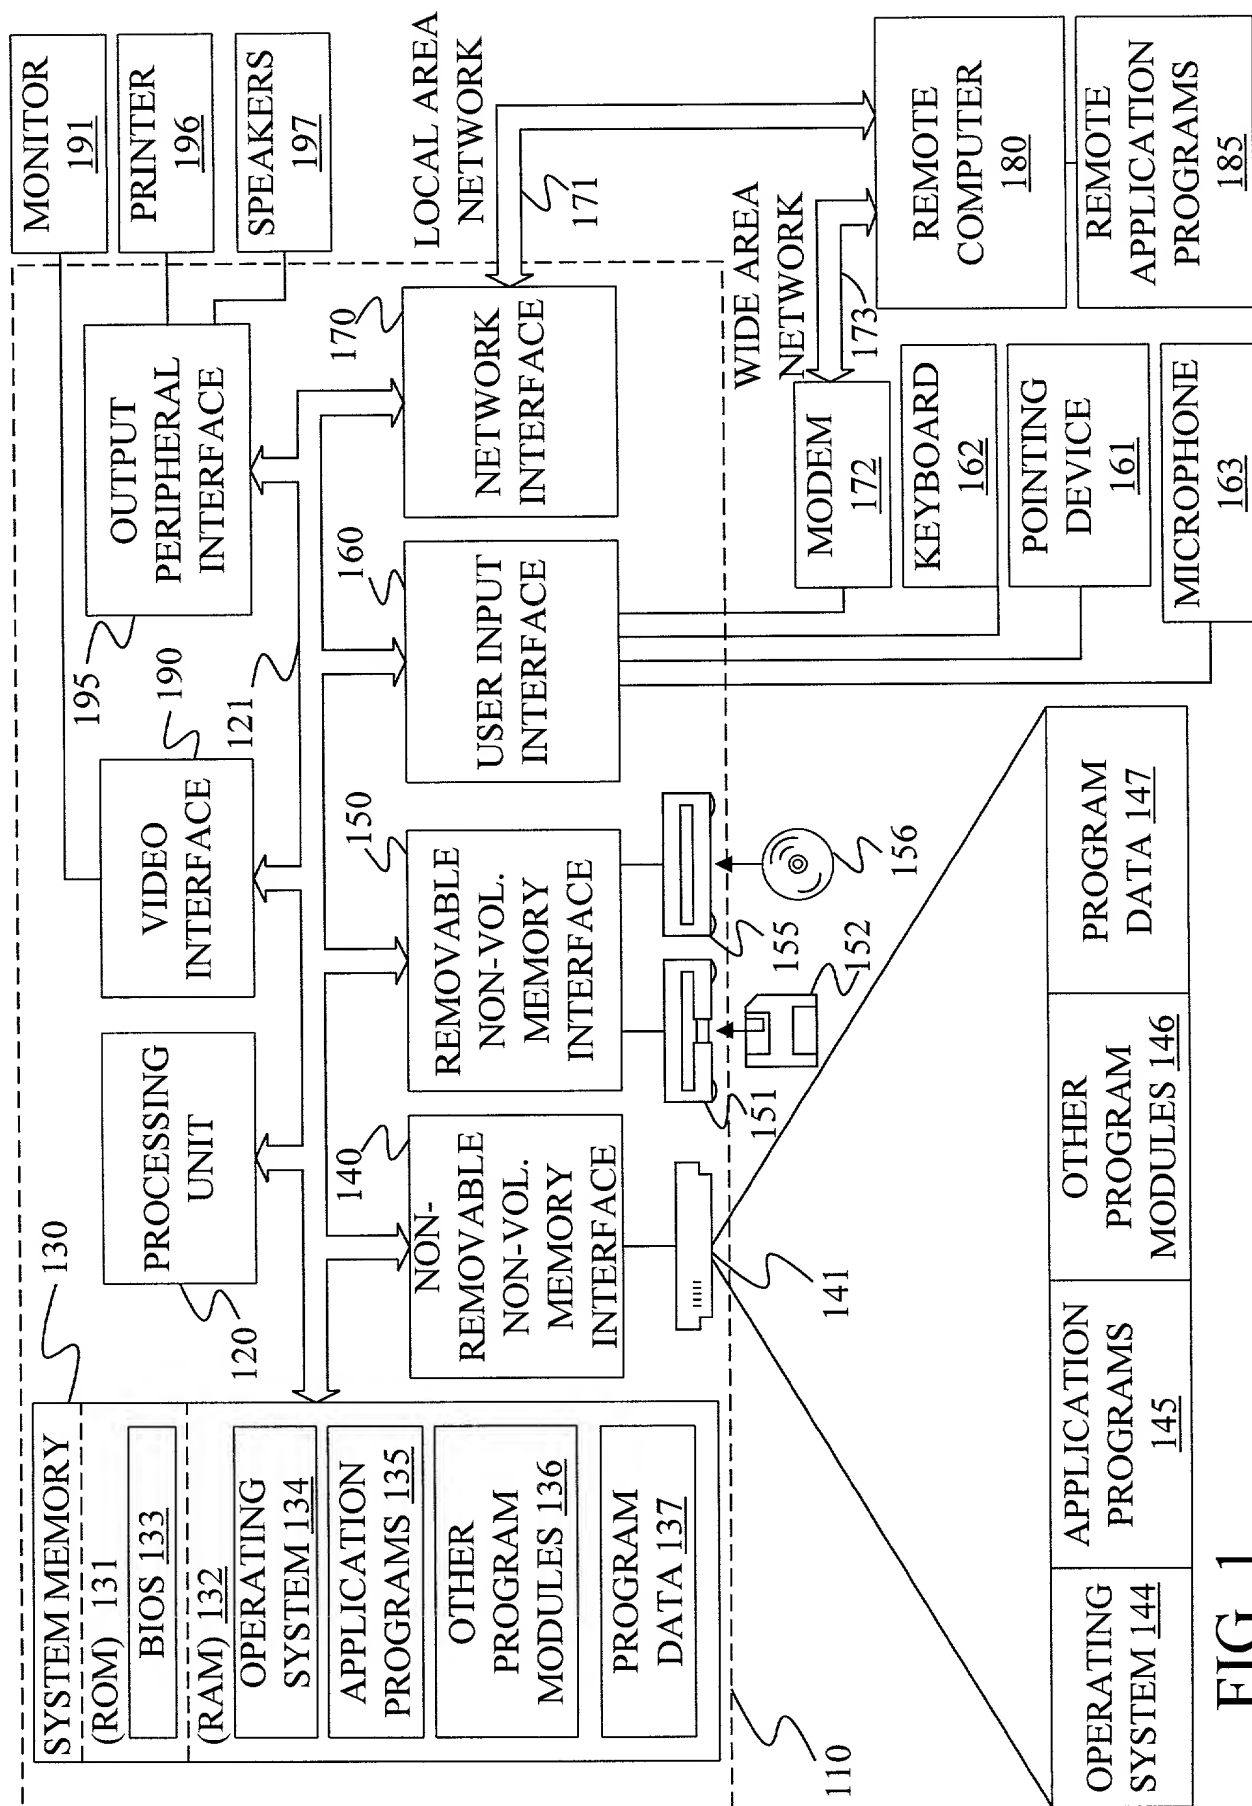 SYSTEM MEMORY
(ROM) 131
BIOS 133
(RAM) 132
OPERATING
SYSTEM 134
APPLICATION
PROGRAMS 135
OTHER
PROGRAM
MODULES 136
PROGRAM
DATA 137
130
120
PROCESSING
UNIT
VIDEO
INTERFACE
190
121
195
OUTPUT
PERIPHERAL
INTERFACE
MONITOR
191
PRINTER
196
SPEAKERS
197
140
NON-
REMOVABLE
NON-VOL.
MEMORY
INTERFACE
150
REMOVABLE
NON-VOL.
MEMORY
INTERFACE
160
USER INPUT
INTERFACE
170
NETWORK
INTERFACE
LOCAL AREA
NETWORK
171
110
141
151
152
155
156
WIDE AREA
NETWORK
173
MODEM
172
KEYBOARD
162
POINTING
DEVICE
161
MICROPHONE
163
REMOTE
COMPUTER
180
REMOTE
APPLICATION
PROGRAMS
185
OPERATING
SYSTEM 144
APPLICATION
PROGRAMS
145
OTHER
PROGRAM
MODULES 146
PROGRAM
DATA 147
FIG. 1